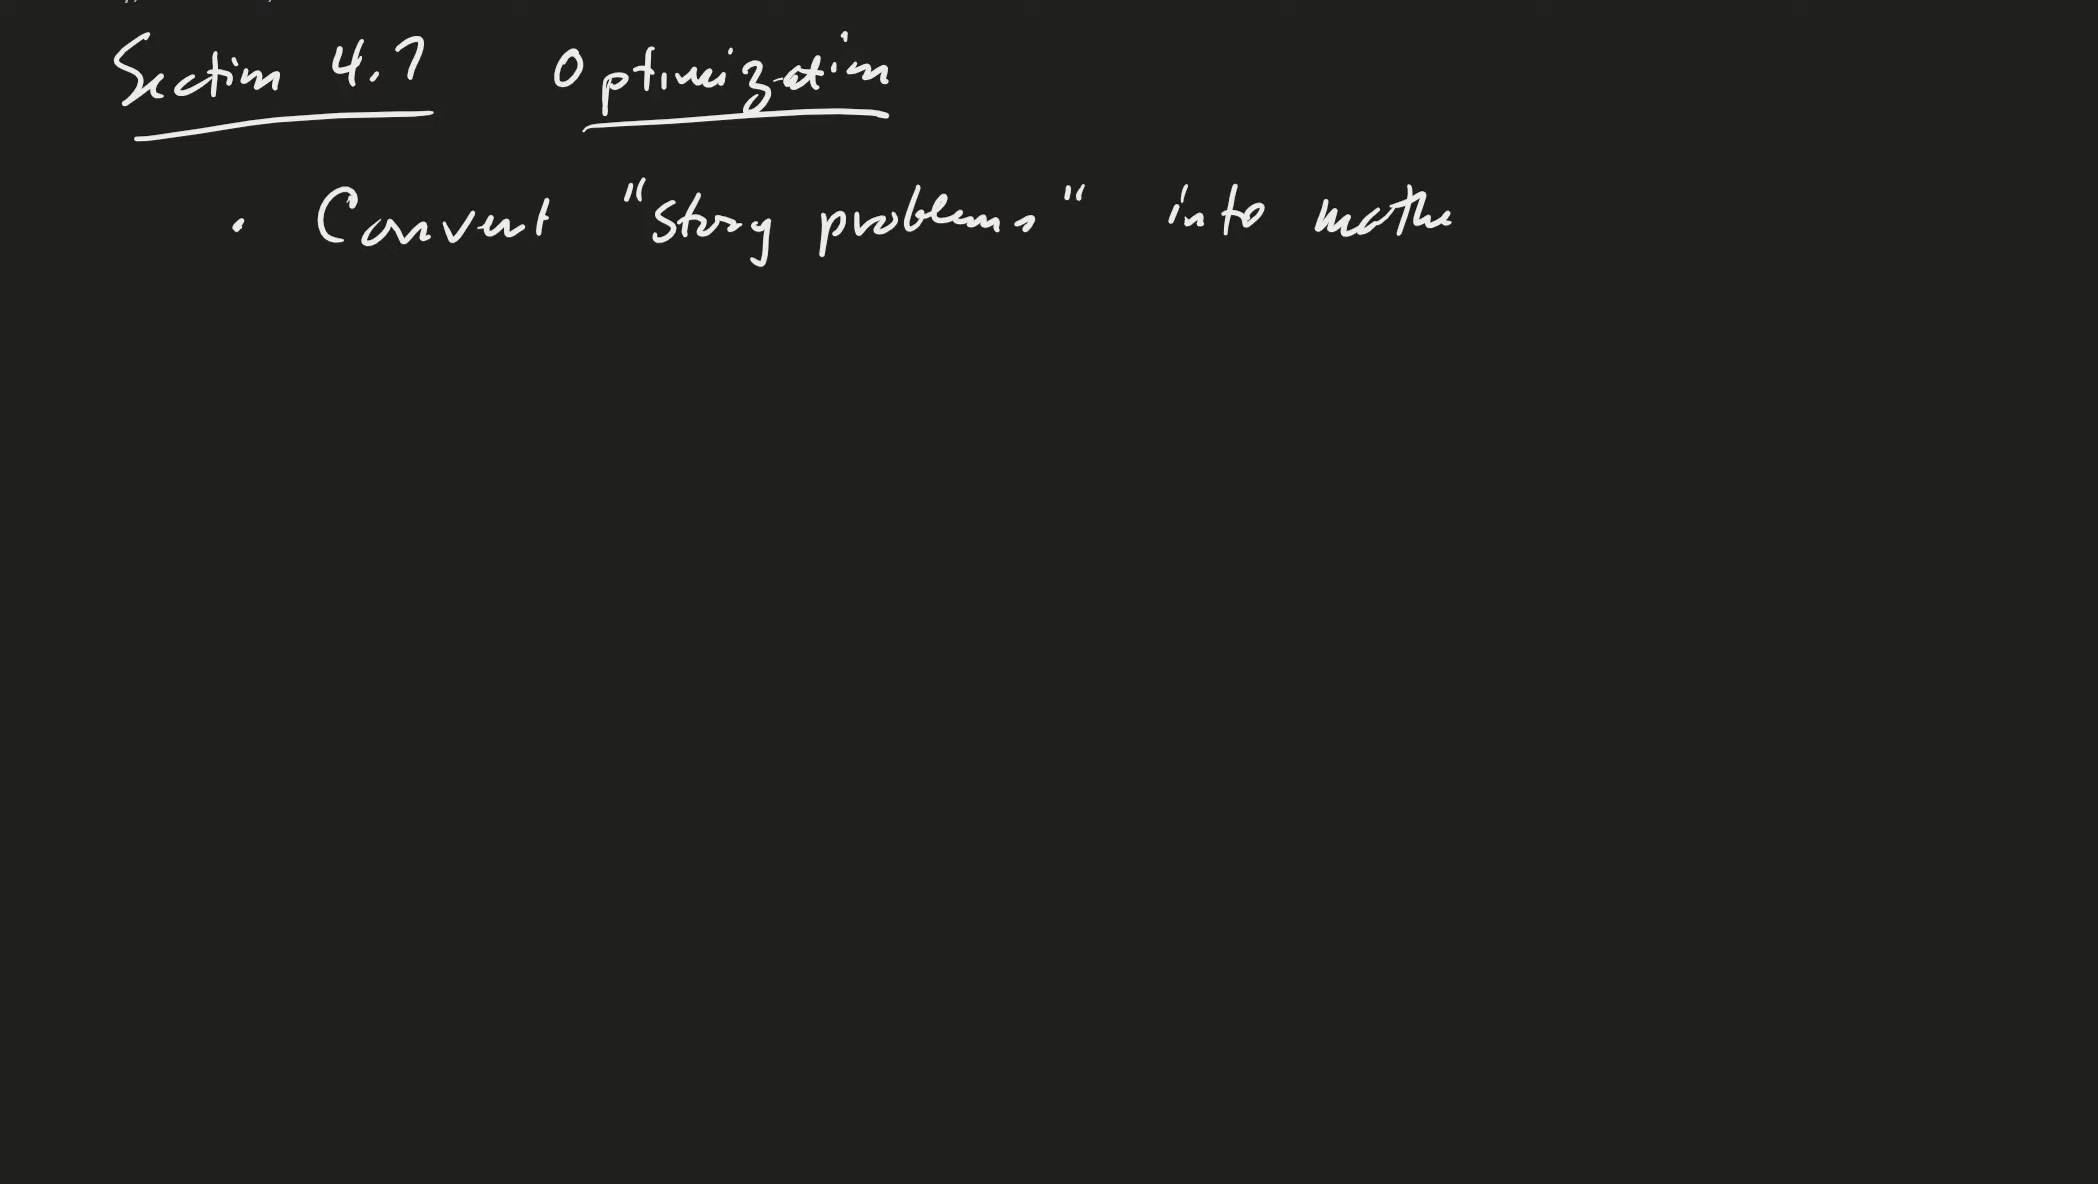 Section 4.7 Optimization
• Convert "story problems" into mathe